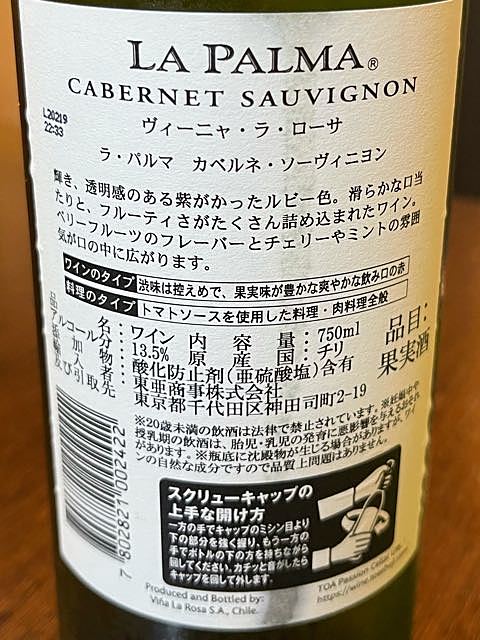 LA PALMA®
CABERNET SAUVIGNON
L20219
22:33
ヴィーニャ・ラ・ローサ
ラ・パルマ カベルネ・ソーヴィニヨン
輝き、透明感のある紫がかったルビー色。滑らかな口当
たりと、フルーティさがたくさん詰め込まれたワイン。
ベリーフルーツのフレーバーとチェリーやミントの雰囲
気が口の中に広がります。
ワインのタイプ 渋味は控えめで、果実味が豊かな爽やかな飲み口の赤
料理のタイプ トマトソースを使用した料理・肉料理全般
品名：ワイン 内容量：750ml
アルコール分：13.5% 原産国：チリ
品目：
果実酒
添加物：酸化防止剤(亜硫酸塩)含有
輸入者：東亜商事株式会社
及び引取先 東京都千代田区神田司町2-19
※20歳未満の飲酒は法律で禁止されています。※妊娠中や
授乳期の飲酒は、胎児・乳児の発育に悪影響を与えるおそれ
があります。※瓶底に沈殿物が生じる場合がありますが、ワイ
ンの自然な成分ですので品質上問題はありません。
7 802821 002422
スクリューキャップの
上手な開け方
一方の手でキャップのミシン目より
下の部分を強く握り、もう一方の
手でボトルの下の方を持ちながら
回してください。カチッと音がしたら
キャップを回して外します。
Produced and Bottled by:
Viña La Rosa S.A., Chile.
TOA Passion Cellar
https://wine.